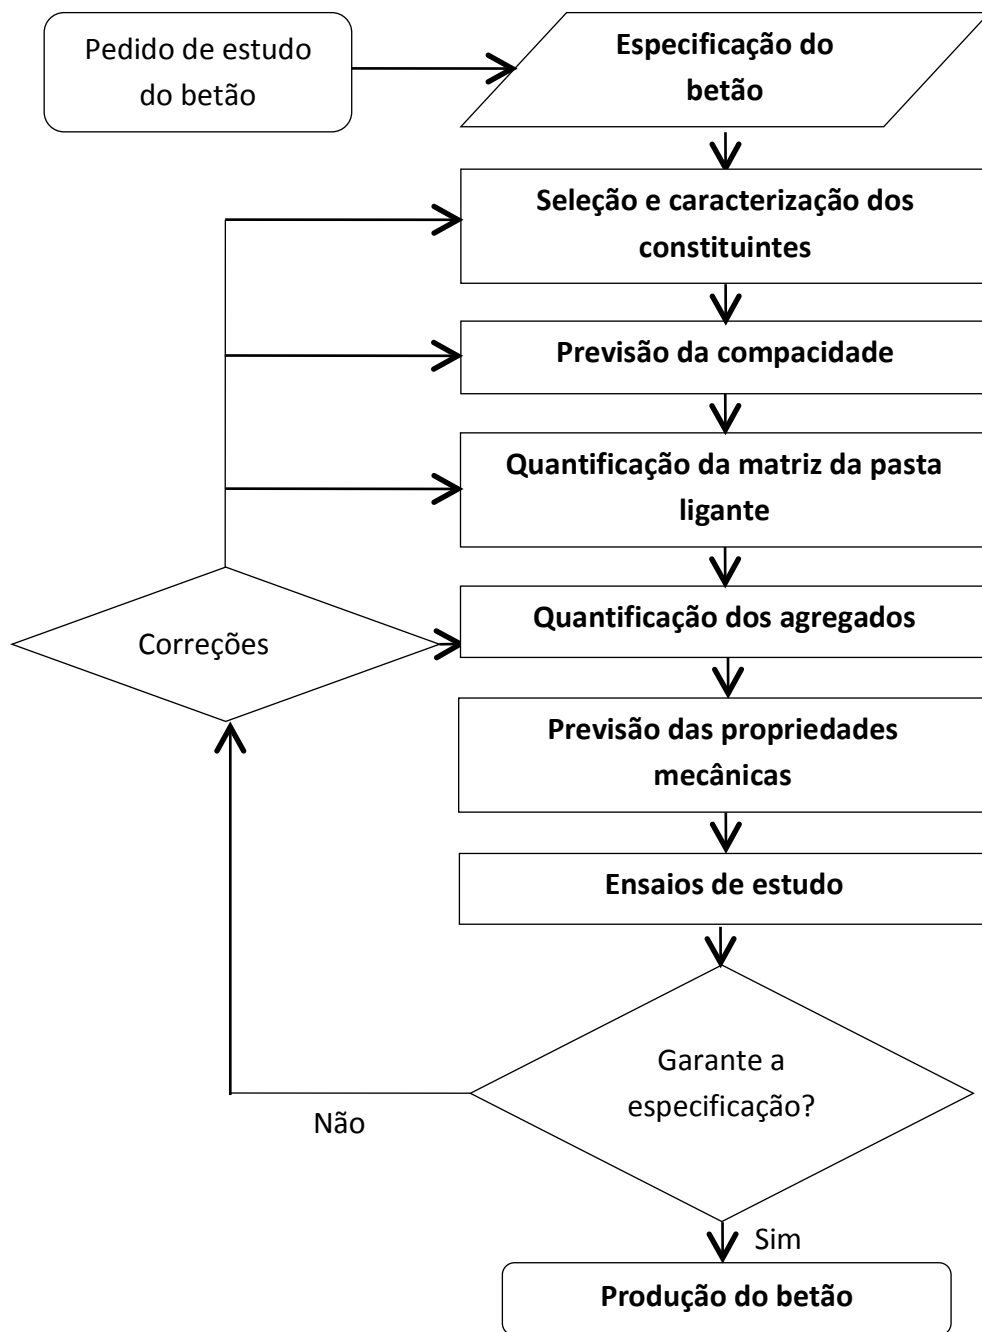 Pedido de estudo
do betão
Especificação do
betão
Seleção e caracterização dos
constituintes
Previsão da compacidade
Quantificação da matriz da pasta
ligante
Quantificação dos agregados
Correções
Previsão das propriedades
mecânicas
Ensaios de estudo
Garante a
especificação?
Não
Sim
Produção do betão